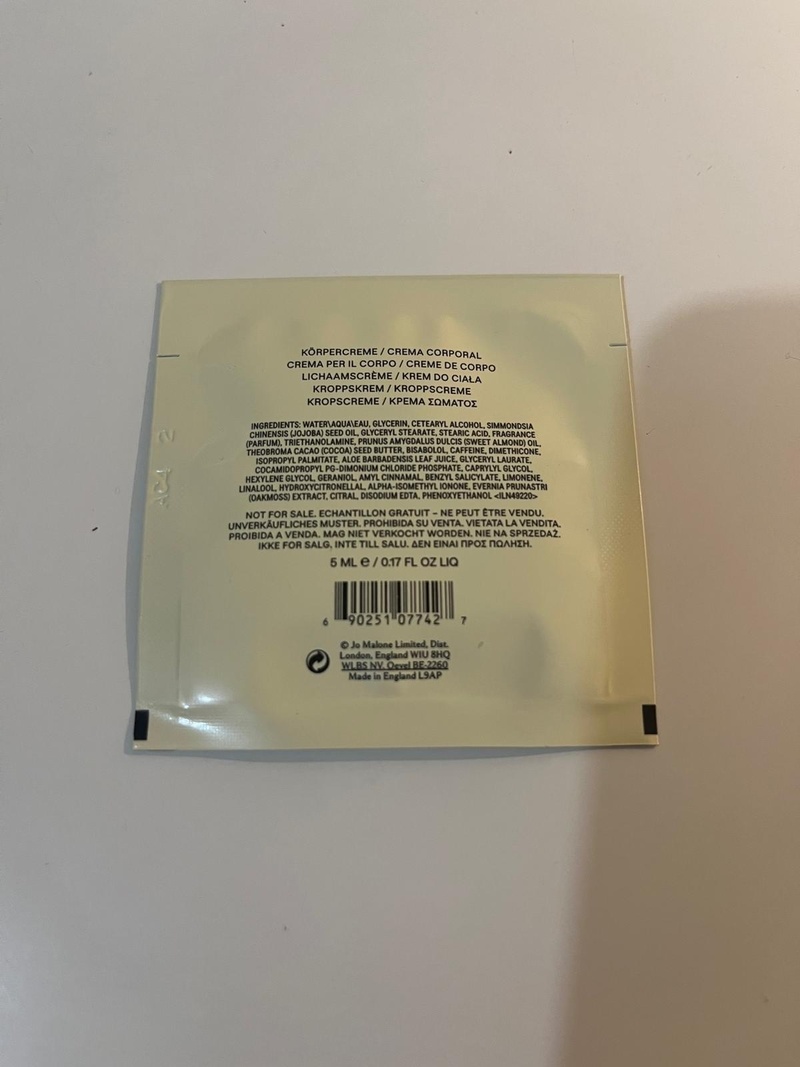 KÖRPERCREME / CREMA CORPORAL
CREMA PER IL CORPO / CREME DE CORPO
LICHAAMSCRÈME / KREM DO CIAŁA
KROPPSKREM / KROPPSCREME
KROPSCREME / ΚΡΕΜΑ ΣΩΜΑΤΟΣ
INGREDIENTS: WATER\AQUA\EAU, GLYCERIN, CETEARYL ALCOHOL, SIMMONDSIA
CHINENSIS (JOJOBA) SEED OIL, GLYCERYL STEARATE, STEARIC ACID, FRAGRANCE
(PARFUM), TRIETHANOLAMINE, PRUNUS AMYGDALUS DULCIS (SWEET ALMOND) OIL,
THEOBROMA CACAO (COCOA) SEED BUTTER, BISABOLOL, CAFFEINE, DIMETHICONE,
ISOPROPYL PALMITATE, ALOE BARBADENSIS LEAF JUICE, GLYCERYL LAURATE,
COCAMIDOPROPYL PG-DIMONIUM CHLORIDE PHOSPHATE, CAPRYLYL GLYCOL,
HEXYLENE GLYCOL, GERANIOL, AMYL CINNAMAL, BENZYL SALICYLATE, LIMONENE,
LINALOOL, HYDROXYCITRONELLAL, ALPHA-ISOMETHYL IONONE, EVERNIA PRUNASTRI
(OAKMOSS) EXTRACT, CITRAL, DISODIUM EDTA, PHENOXYETHANOL <ILN49220>
NOT FOR SALE. ECHANTILLON GRATUIT – NE PEUT ÊTRE VENDU.
UNVERKÄUFLICHES MUSTER. PROHIBIDA SU VENTA. VIETATA LA VENDITA.
PROIBIDA A VENDA. MAG NIET VERKOCHT WORDEN. NIE NA SPRZEDAŻ.
IKKE FOR SALG. INTE TILL SALU. ΔΕΝ ΕΙΝΑΙ ΠΡΟΣ ΠΩΛΗΣΗ.
5 ML e / 0.17 FL OZ LIQ
6 90251 07742 7
© Jo Malone Limited, Dist.
London, England W1U 8HQ
WLBS NV. Oevel BE-2260
Made in England L9AP